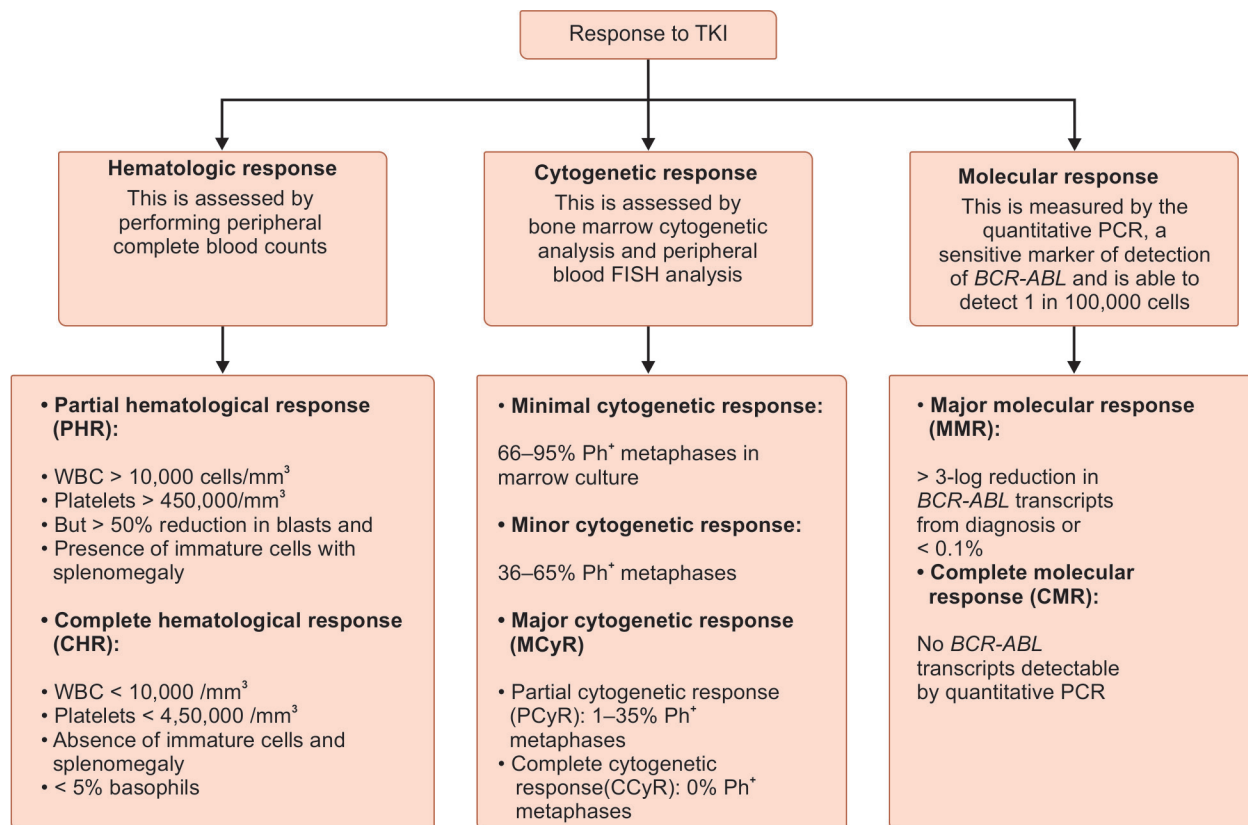 Response to TKI
Hematologic response
This is assessed by
performing peripheral
complete blood counts
Cytogenetic response
This is assessed by
bone marrow cytogenetic
analysis and peripheral
blood FISH analysis
Molecular response
This is measured by the
quantitative PCR, a
sensitive marker of detection
of BCR-ABL and is able to
detect 1 in 100,000 cells
• Partial hematological response
(PHR):
• WBC > 10,000 cells/mm³
• Platelets > 450,000/mm³
• But > 50% reduction in blasts and
• Presence of immature cells with
splenomegaly
• Complete hematological response
(CHR):
• WBC < 10,000 /mm³
• Platelets < 4,50,000 /mm³
• Absence of immature cells and
splenomegaly
• < 5% basophils
• Minimal cytogenetic response:
66–95% Ph⁺ metaphases in
marrow culture
• Minor cytogenetic response:
36–65% Ph⁺ metaphases
• Major cytogenetic response
(MCyR)
• Partial cytogenetic response
(PCyR): 1–35% Ph⁺
metaphases
• Complete cytogenetic
response(CCyR): 0% Ph⁺
metaphases
• Major molecular response
(MMR):
> 3-log reduction in
BCR-ABL transcripts
from diagnosis or
< 0.1%
• Complete molecular
response (CMR):
No BCR-ABL
transcripts detectable
by quantitative PCR